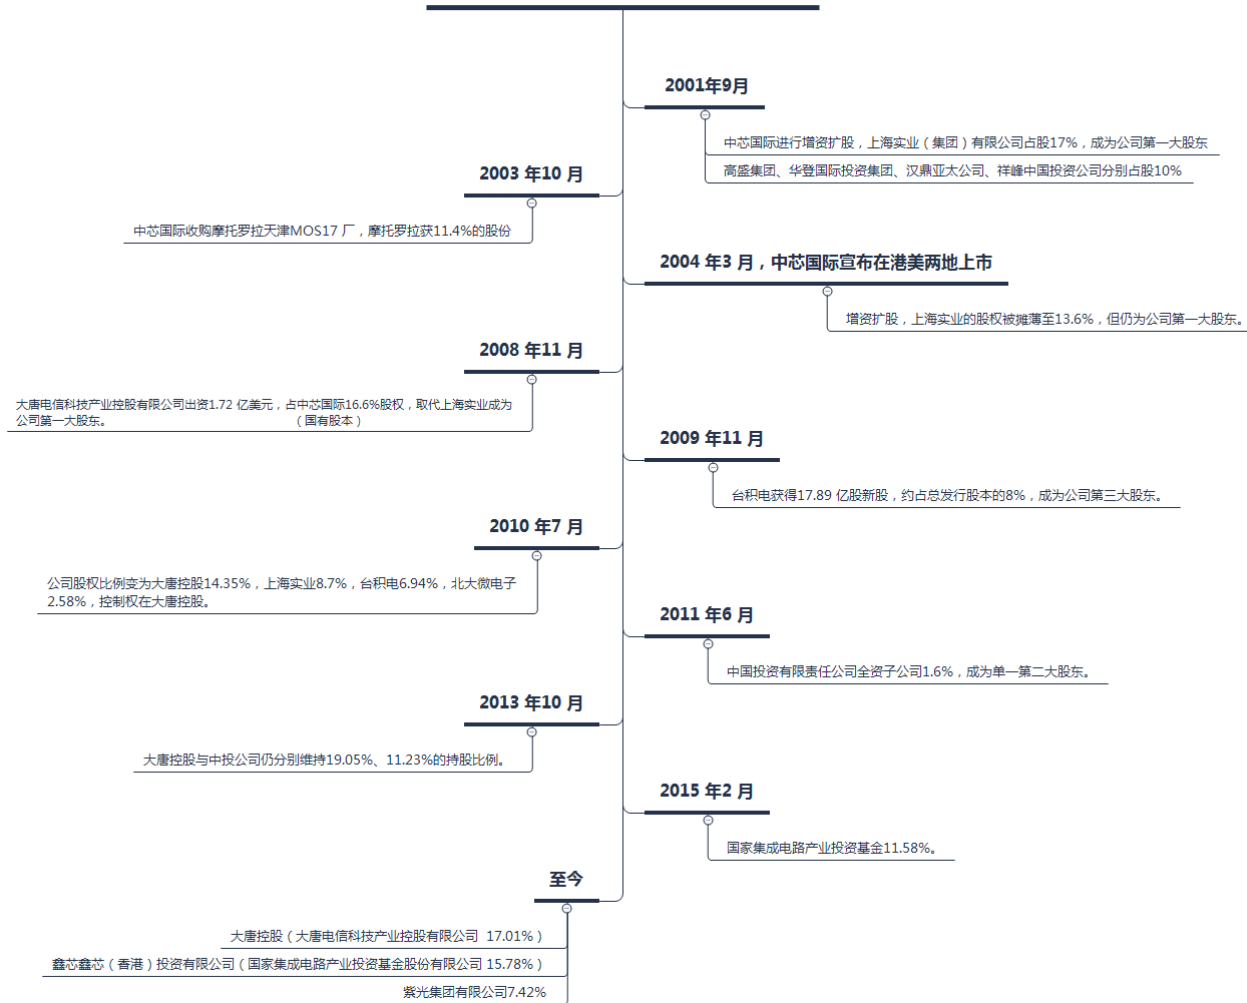 2001年9月
中芯国际进行增资扩股，上海实业（集团）有限公司占股17%，成为公司第一大股东
高盛集团、华登国际投资集团、汉鼎亚太公司、祥峰中国投资公司分别占股10%
2003 年10 月
中芯国际收购摩托罗拉天津MOS17 厂，摩托罗拉获11.4%的股份
2004 年3 月，中芯国际宣布在港美两地上市
增资扩股，上海实业的股权被摊薄至13.6%，但仍为公司第一大股东。
2008 年11 月
大唐电信科技产业控股有限公司出资1.72 亿美元，占中芯国际16.6%股权，取代上海实业成为
公司第一大股东。 （国有股本）
2009 年11 月
台积电获得17.89 亿股新股，约占总发行股本的8%，成为公司第三大股东。
2010 年7 月
公司股权比例变为大唐控股14.35%，上海实业8.7%，台积电6.94%，北大微电子
2.58%，控制权在大唐控股。
2011 年6 月
中国投资有限责任公司全资子公司1.6%，成为单一第二大股东。
2013 年10 月
大唐控股与中投公司仍分别维持19.05%、11.23%的持股比例。
2015 年2 月
国家集成电路产业投资基金11.58%。
至今
大唐控股（大唐电信科技产业控股有限公司 17.01%）
鑫芯鑫芯（香港）投资有限公司（国家集成电路产业投资基金股份有限公司 15.78%）
紫光集团有限公司7.42%